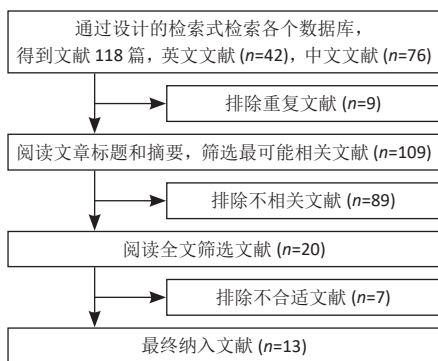 通过设计的检索式检索各个数据库，
得到文献 118 篇，英文文献 (n=42)，中文文献 (n=76)
排除重复文献 (n=9)
阅读文章标题和摘要，筛选最可能相关文献 (n=109)
排除不相关文献 (n=89)
阅读全文筛选文献 (n=20)
排除不合适文献 (n=7)
最终纳入文献 (n=13)